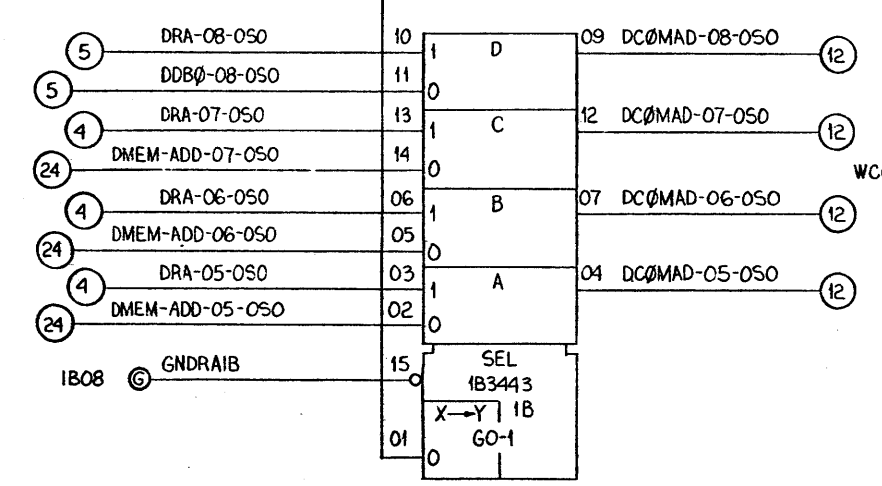 5 DRA-08-0S0 10 1 D 09 DCØMAD-08-0S0 12
5 DDBØ-08-0S0 11 0
4 DRA-07-0S0 13 1 C 12 DCØMAD-07-0S0 12
24 DMEM-ADD-07-0S0 14 0
WC
4 DRA-06-0S0 06 1 B 07 DCØMAD-06-0S0 12
24 DMEM-ADD-06-0S0 05 0
4 DRA-05-0S0 03 1 A 04 DCØMAD-05-0S0 12
24 DMEM-ADD-05-0S0 02 0
SEL
1B08 G GNDRAIB 15 1B3443
X→Y 1B
01 0 G0-1